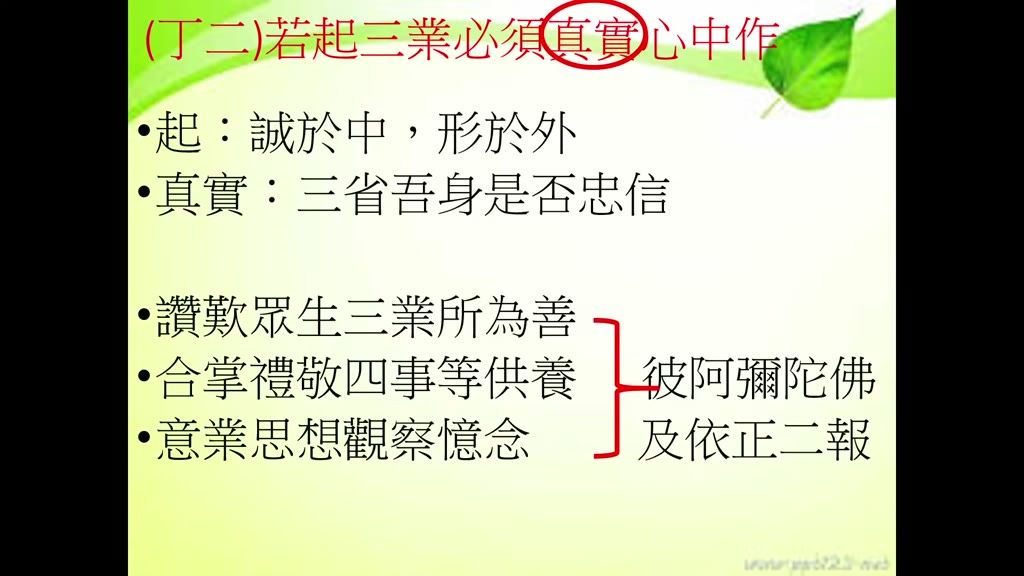 (丁二)若起三業必須真實心中作
•起：誠於中，形於外
•真實：三省吾身是否忠信
•讚歎眾生三業所為善
•合掌禮敬四事等供養 彼阿彌陀佛
•意業思想觀察憶念 及依正二報
www.ppt123.net